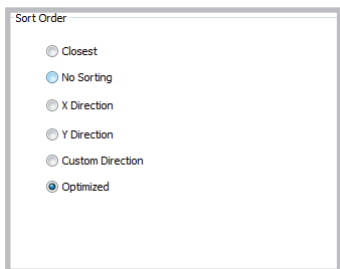 Sort Order
Closest
No Sorting
X Direction
Y Direction
Custom Direction
Optimized